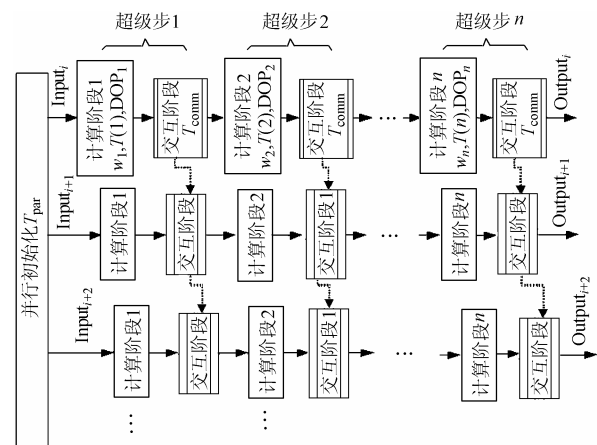 超级步1
超级步2
超级步n
并行初始化T_par
Input_i
计算阶段1
w_1,T(1),DOP_1
交互阶段
T_comm
计算阶段2
w_2,T(2),DOP_2
交互阶段
T_comm
...
计算阶段n
w_n,T(n),DOP_n
交互阶段
T_comm
Output_i
Input_{i+1}
计算阶段1
交互阶段
计算阶段2
交互阶段1
...
计算阶段n
交互阶段
Output_{i+1}
Input_{i+2}
计算阶段1
交互阶段
计算阶段2
交互阶段1
...
计算阶段n
交互阶段
Output_{i+2}
...
...